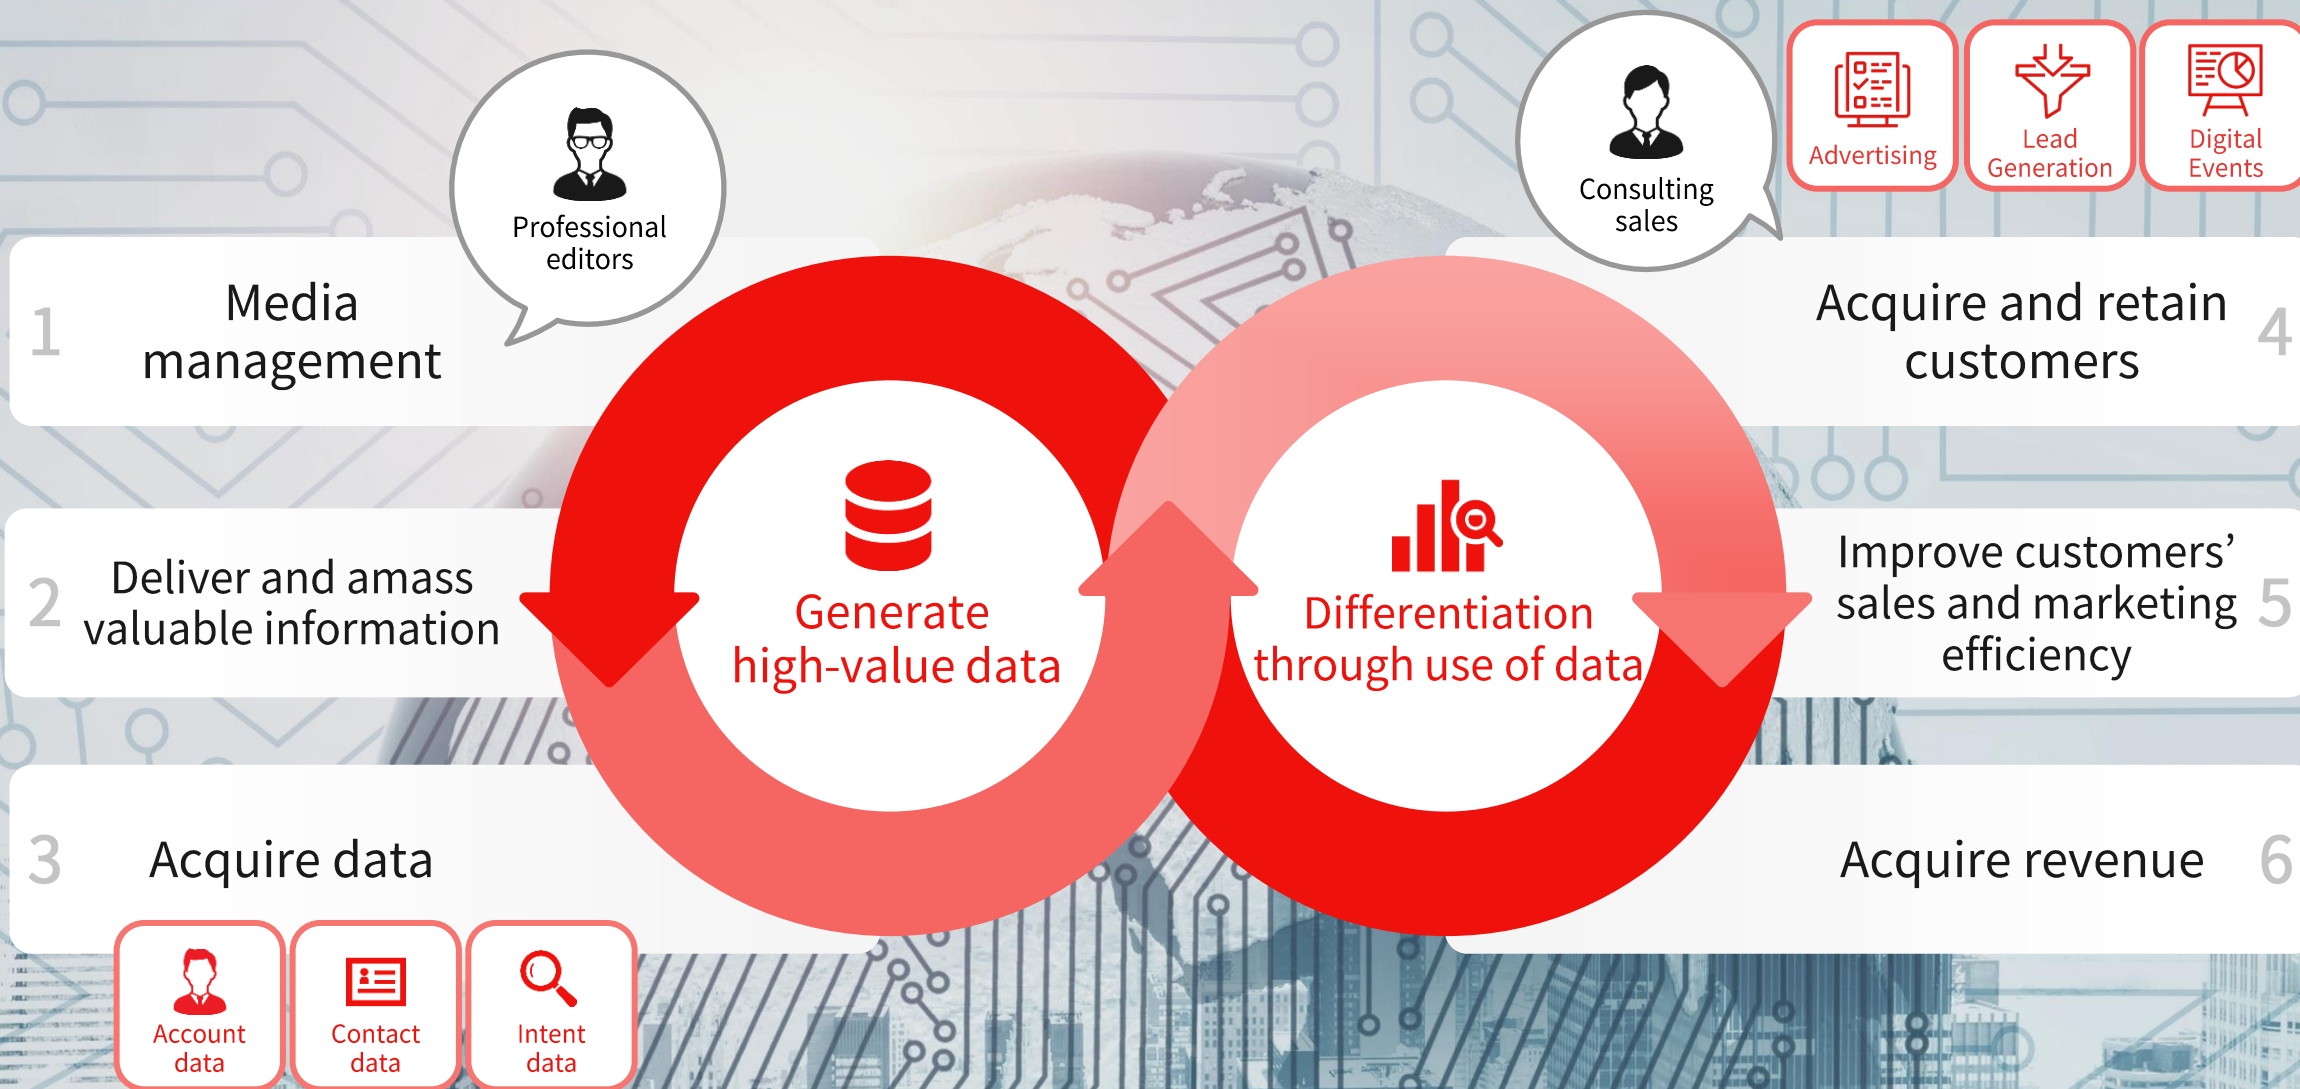 Professional
editors
1
Media
management
2
Deliver and amass
valuable information
3
Acquire data
Account
data
Contact
data
Intent
data
Generate
high-value data
Differentiation
through use of data
Consulting
sales
Advertising
Lead
Generation
Digital
Events
Acquire and retain
customers
4
Improve customers’
sales and marketing
efficiency
5
Acquire revenue
6